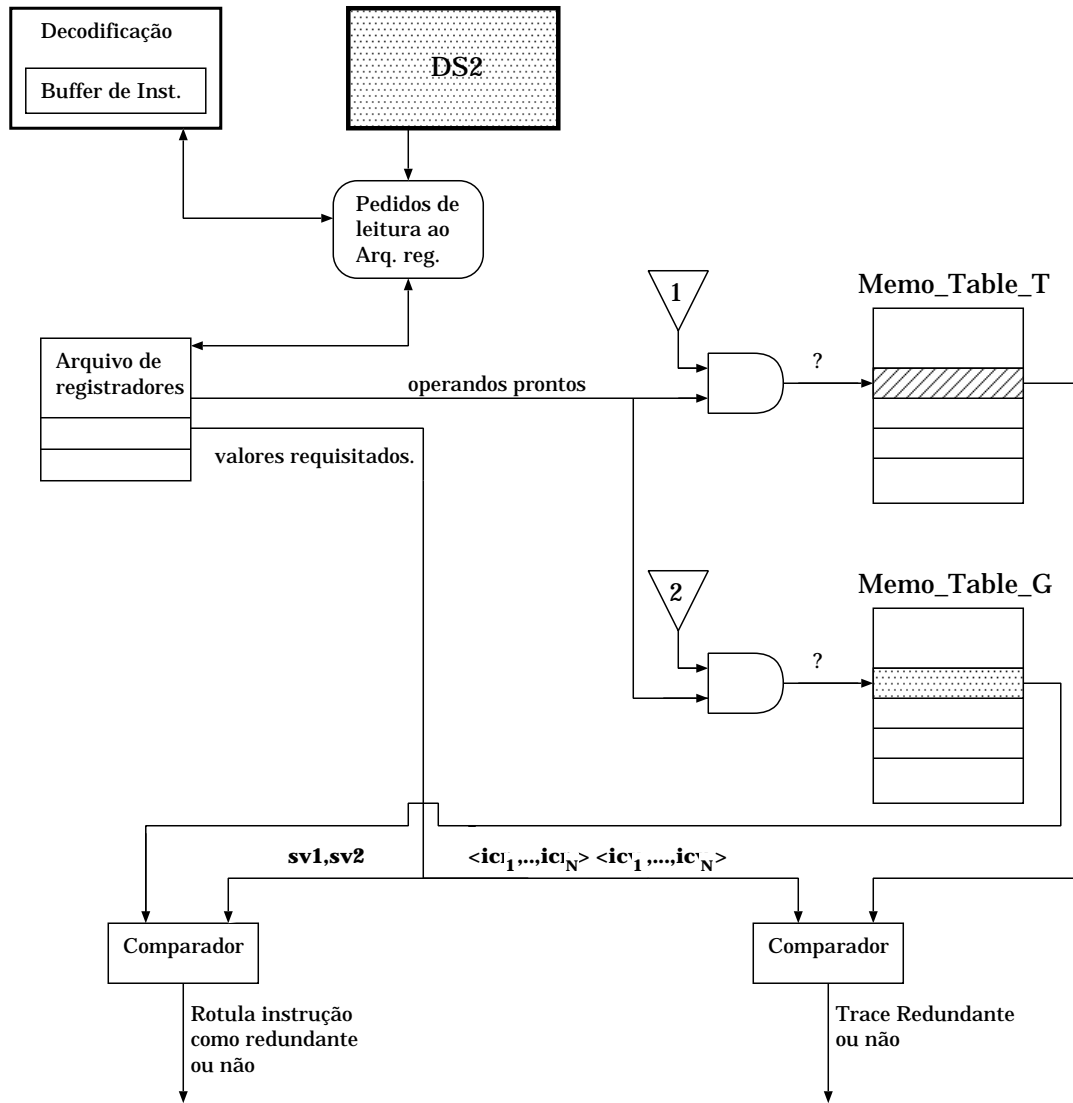 Decodificação
Buffer de Inst.
DS2
Pedidos de
leitura ao
Arq. reg.
1
Memo_Table_T
Arquivo de
registradores
operandos prontos
?
valores requisitados.
2
Memo_Table_G
?
sv1,sv2
Comparador
Comparador
Rotula instrução
como redundante
ou não
Trace Redundante
ou não